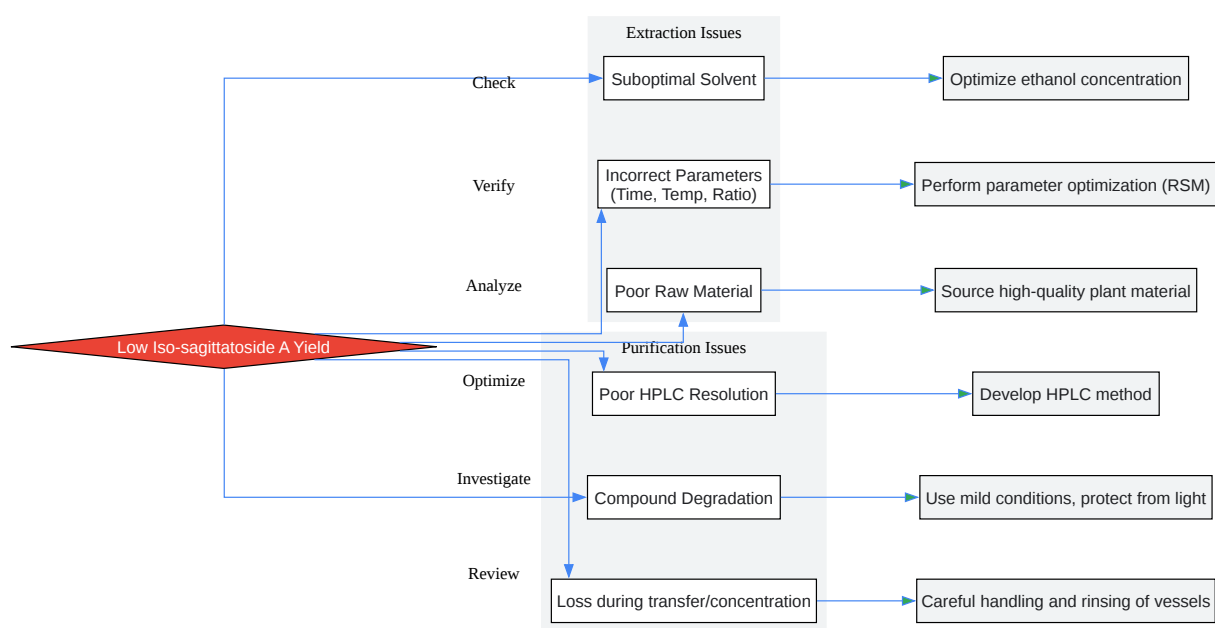 Extraction Issues
Check
Suboptimal Solvent
Optimize ethanol concentration
Verify
Incorrect Parameters
(Time, Temp, Ratio)
Perform parameter optimization (RSM)
Analyze
Poor Raw Material
Source high-quality plant material
Low Iso-sagittatoside A Yield
Purification Issues
Optimize
Poor HPLC Resolution
Develop HPLC method
Investigate
Compound Degradation
Use mild conditions, protect from light
Review
Loss during transfer/concentration
Careful handling and rinsing of vessels